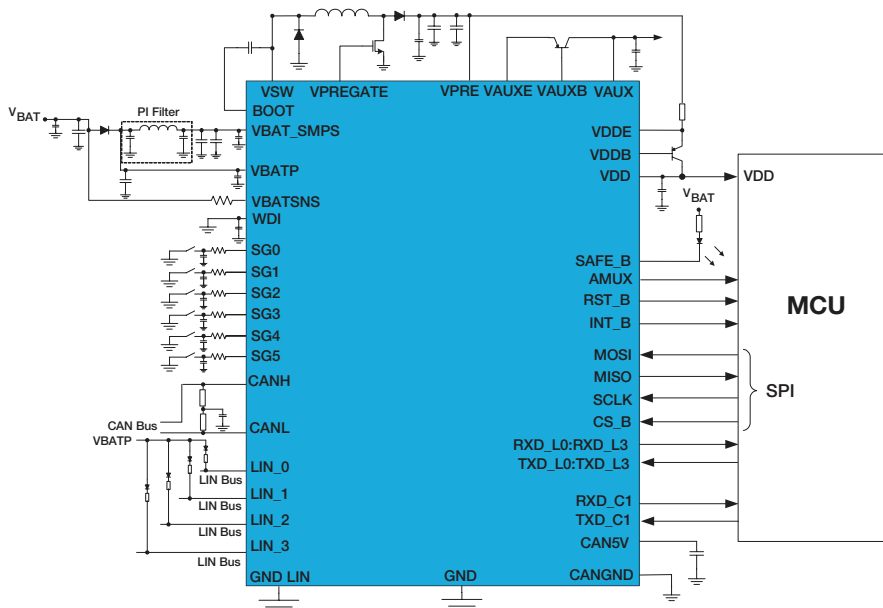 VSW
VPREGATE
VPRE
VAUXE
VAUXB
VAUX
BOOT
V_BAT
PI Filter
VBAT_SMPS
VBATP
VBATSNS
WDI
SG0
SG1
SG2
SG3
SG4
SG5
CANH
CAN Bus
CANL
VBATP
LIN_0
LIN Bus
LIN_1
LIN Bus
LIN_2
LIN Bus
LIN_3
LIN Bus
GND LIN
GND
CANGND
VDDE
VDDB
VDD
V_BAT
SAFE_B
AMUX
RST_B
INT_B
MOSI
MISO
SCLK
CS_B
RXD_L0:RXD_L3
TXD_L0:TXD_L3
RXD_C1
TXD_C1
CAN5V
VDD
MCU
SPI